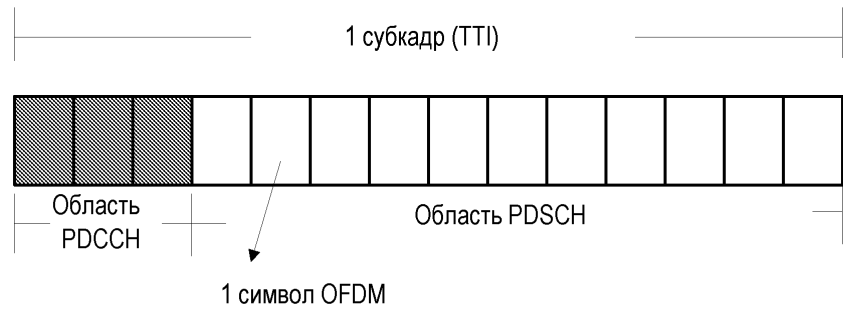 1 субкадр (TTI)
Область
PDCCH
Область PDSCH
1 символ OFDM